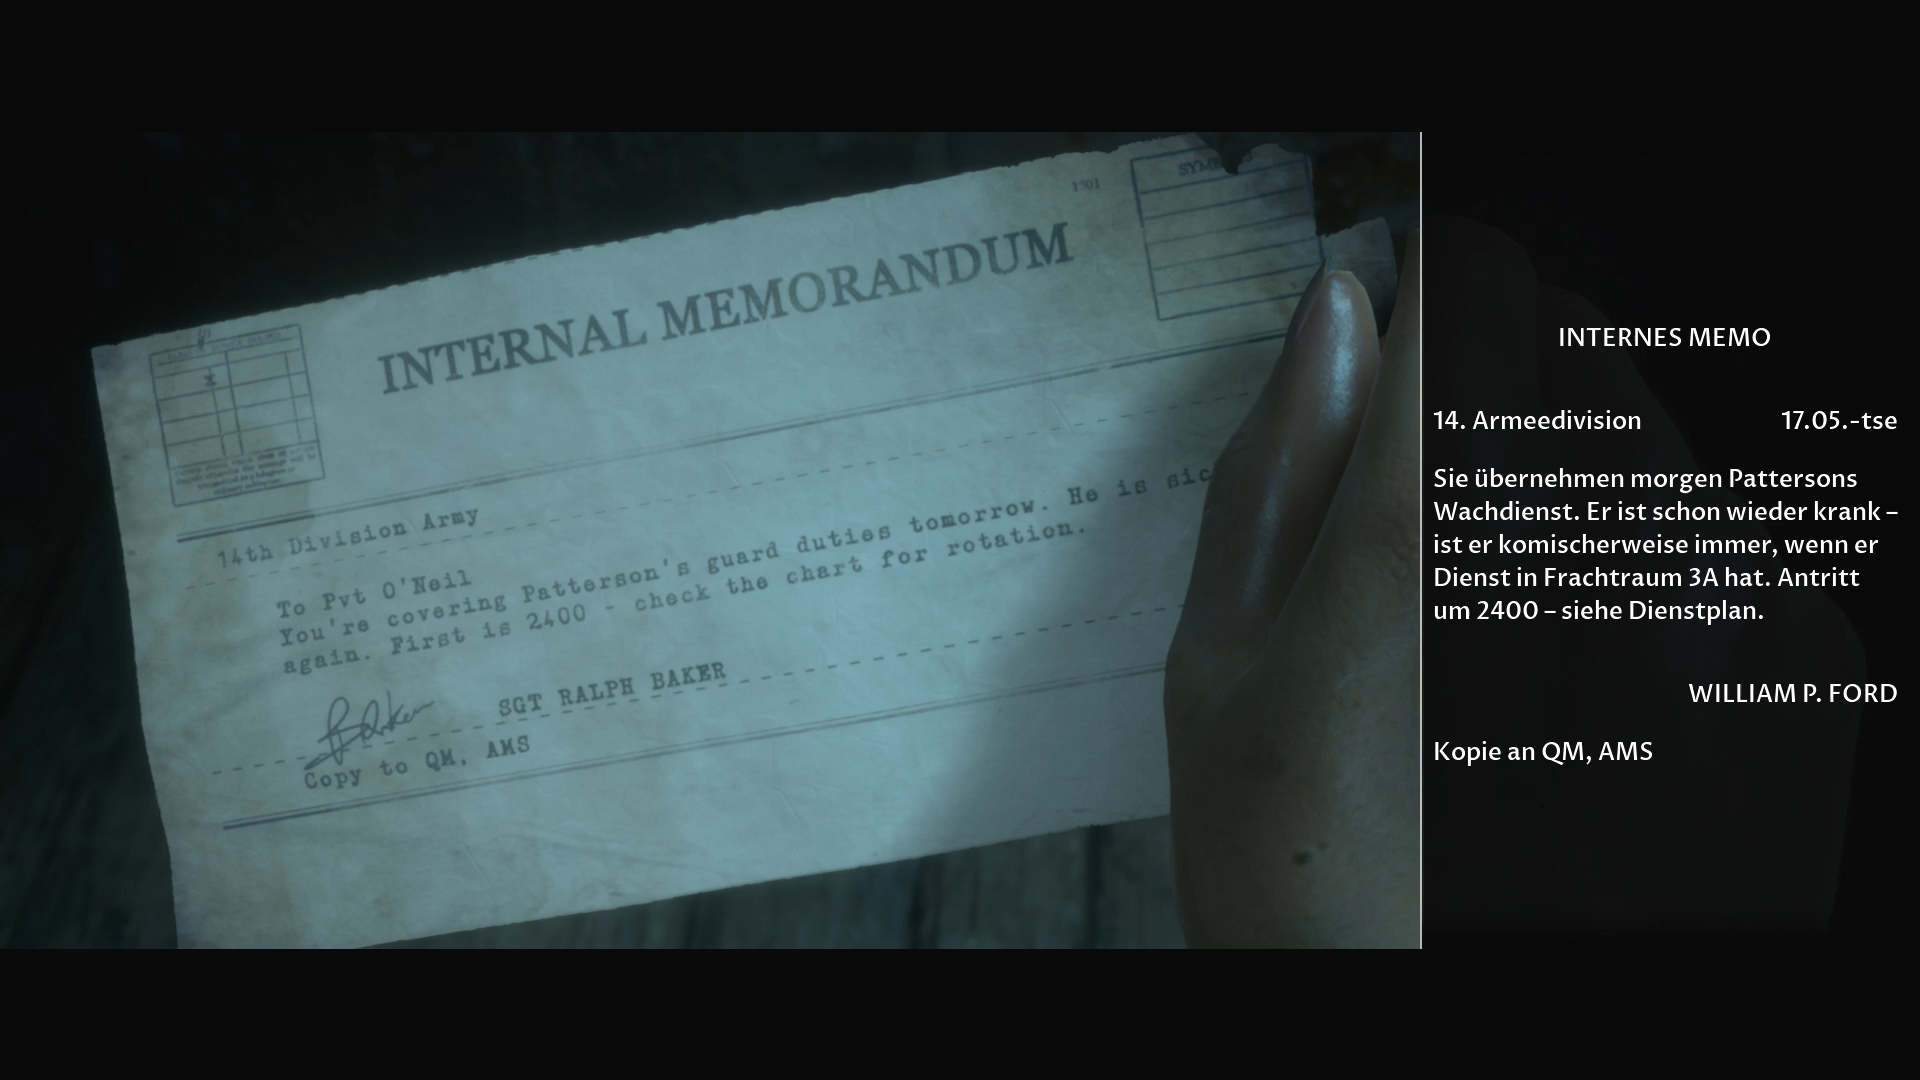 1301
INTERNAL MEMORANDUM
14th Division Army
To Pvt O'Neil
You're covering Patterson's guard duties tomorrow. He is
again. First is 2400 - check the chart for rotation.
Baker SGT RALPH BAKER
Copy to QM, AMS
INTERNES MEMO
14. Armeedivision 17.05.-tse
Sie übernehmen morgen Pattersons
Wachdienst. Er ist schon wieder krank –
ist er komischerweise immer, wenn er
Dienst in Frachtraum 3A hat. Antritt
um 2400 – siehe Dienstplan.
WILLIAM P. FORD
Kopie an QM, AMS